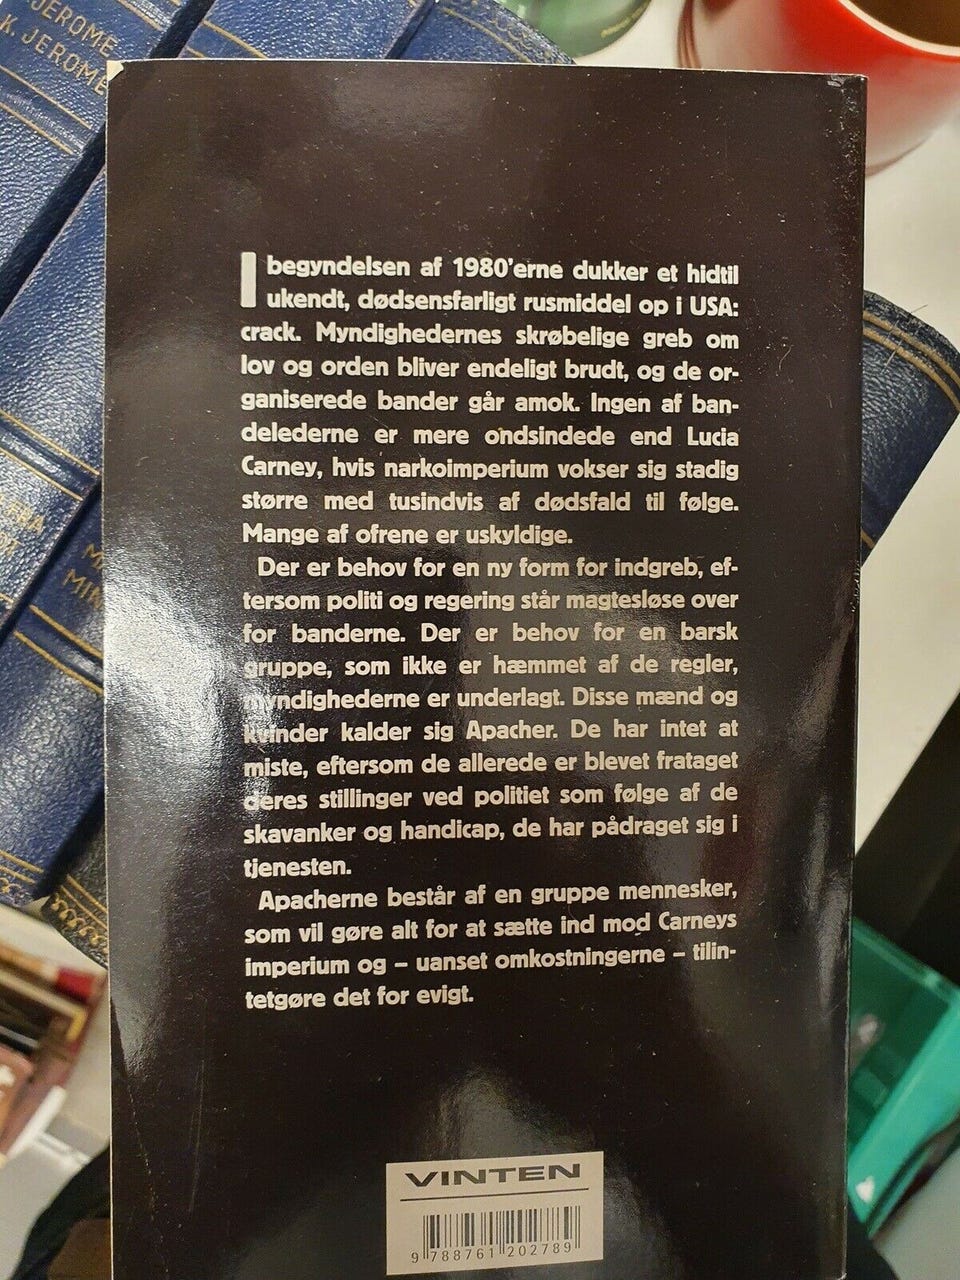 JEROME
K. JEROME
I begyndelsen af 1980'erne dukker et hidtil
ukendt, dødsensfarligt rusmiddel op i USA:
crack. Myndighedernes skrøbelige greb om
lov og orden bliver endeligt brudt, og de or-
ganiserede bander går amok. Ingen af ban-
delederne er mere ondsindede end Lucia
Carney, hvis narkoimperium vokser sig stadig
større med tusindvis af dødsfald til følge.
Mange af ofrene er uskyldige.
Der er behov for en ny form for indgreb, ef-
tersom politi og regering står magtesløse over
for banderne. Der er behov for en barsk
gruppe, som ikke er hæmmet af de regler,
myndighederne er underlagt. Disse mænd og
kvinder kalder sig Apacher. De har intet at
miste, eftersom de allerede er blevet frataget
deres stillinger ved politiet som følge af de
skavanker og handicap, de har pådraget sig i
tjenesten.
Apacherne består af en gruppe mennesker,
som vil gøre alt for at sætte ind mod Carneys
imperium og – uanset omkostningerne – tilin-
tetgøre det for evigt.
VINTEN
9 788761 202789